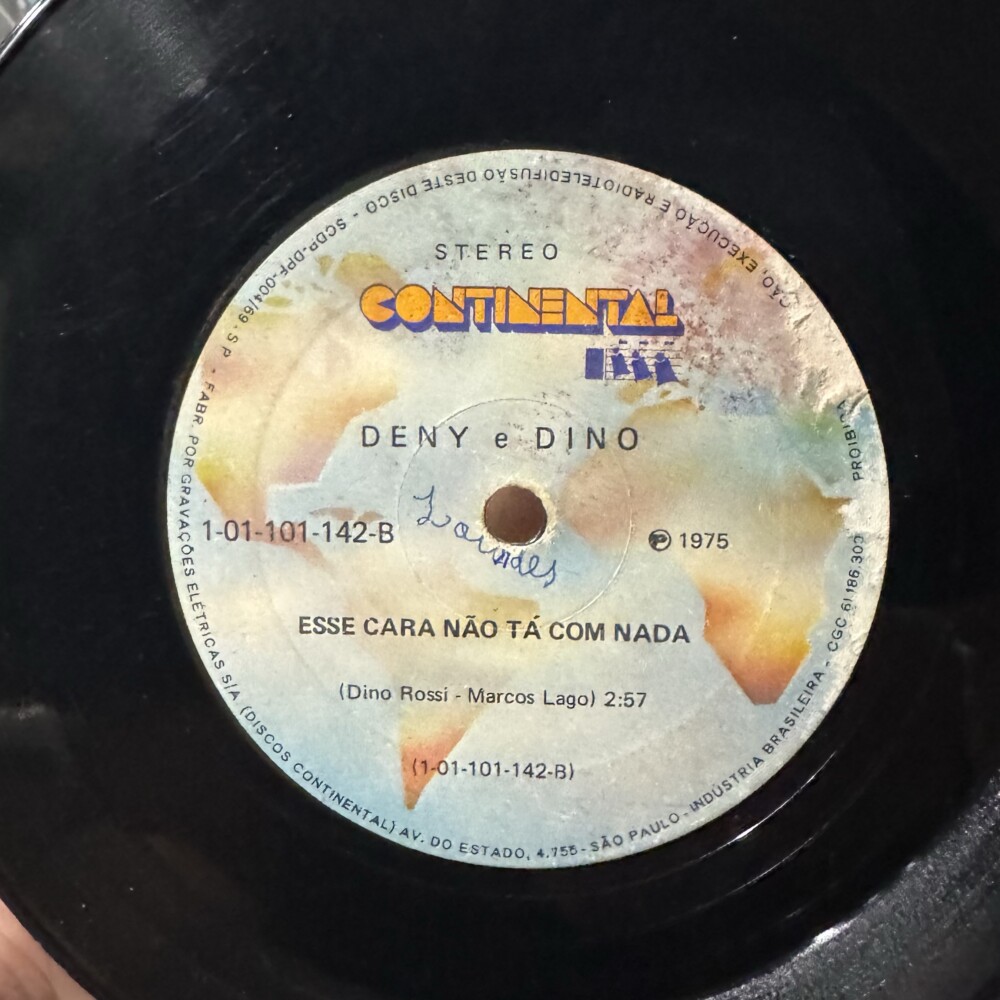 STEREO
CONTINENTAL
DENY e DINO
1-01-101-142-B
Lourdes
℗ 1975
ESSE CARA NÃO TÁ COM NADA
(Dino Rossi - Marcos Lago) 2:57
(1-01-101-142-B)
FABR. POR GRAVAÇÕES ELÉTRICAS S/A (DISCOS CONTINENTAL) AV. DO ESTADO, 4.755 - SÃO PAULO - INDÚSTRIA BRASILEIRA - CGC 61.186.300
PROIBIDA
ÇÃO, EXECUÇÃO E RADIOTELEDIFUSÃO DESTE DISCO - SCDP-DPF-004/69. S P -